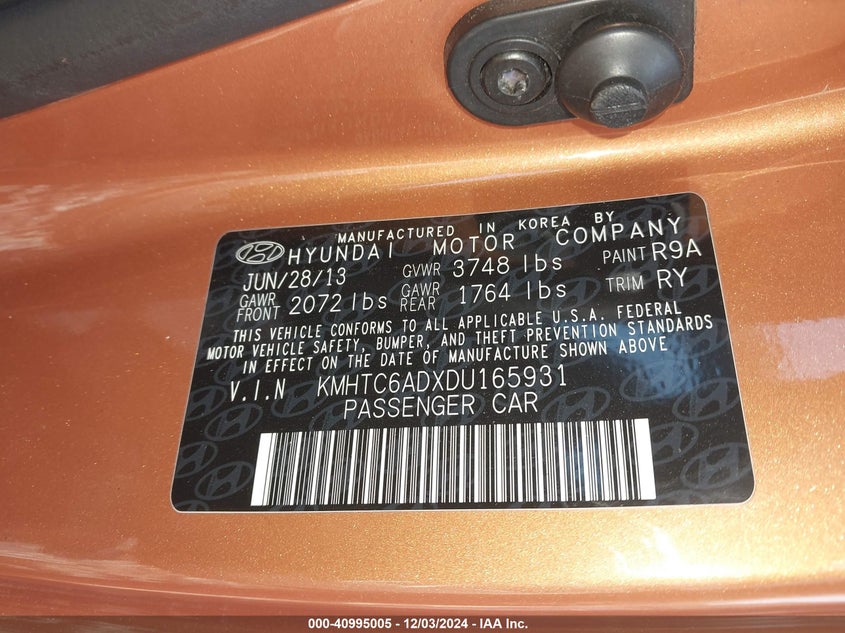 MANUFACTURED IN KOREA BY
HYUNDAI MOTOR COMPANY
JUN/28/13 GVWR 3748 lbs PAINT R9A
GAWR FRONT 2072 lbs GAWR REAR 1764 lbs TRIM RY
THIS VEHICLE CONFORMS TO ALL APPLICABLE U.S.A. FEDERAL
MOTOR VEHICLE SAFETY, BUMPER, AND THEFT PREVENTION STANDARDS
IN EFFECT ON THE DATE OF MANUFACTURE SHOWN ABOVE
V.I.N KMHTC6ADXDU165931
PASSENGER CAR
000-40995005 - 12/03/2024 - IAA Inc.